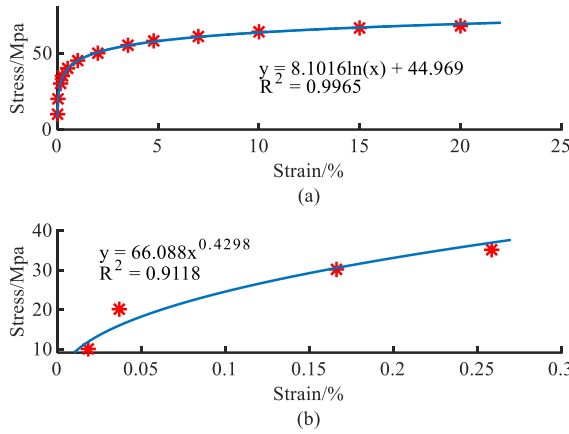 Stress/Mpa
50
0
y = 8.1016ln(x) + 44.969
R² = 0.9965
0 5 10 15 20 25
Strain/%
(a)
Stress/Mpa
40
30
20
10
y = 66.088x^0.4298
R² = 0.9118
0 0.05 0.1 0.15 0.2 0.25 0.3
Strain/%
(b)